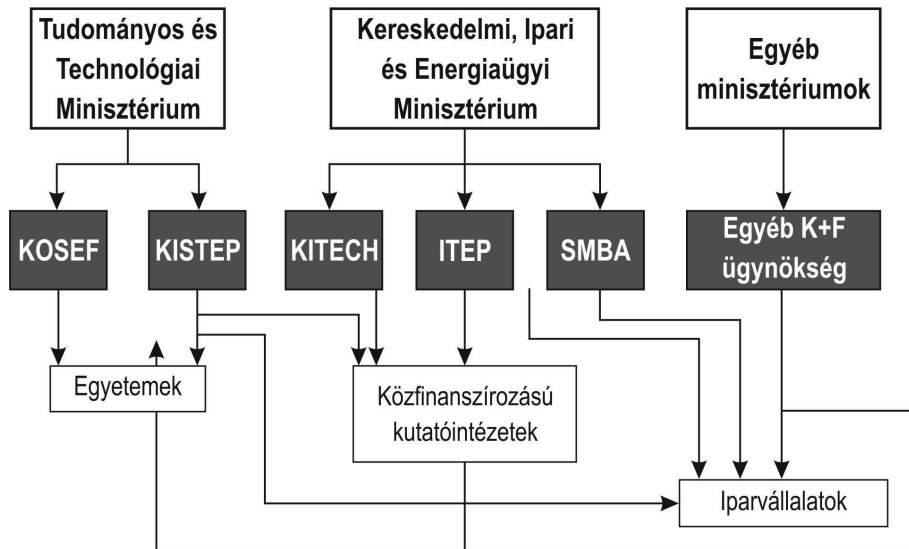 Tudományos és
Technológiai
Minisztérium
Kereskedelmi, Ipari
és Energiaügyi
Minisztérium
Egyéb
minisztériumok
KOSEF
KISTEP
KITECH
ITEP
SMBA
Egyéb K+F
ügynökség
Egyetemek
Közfinanszírozású
kutatóintézetek
Iparvállalatok